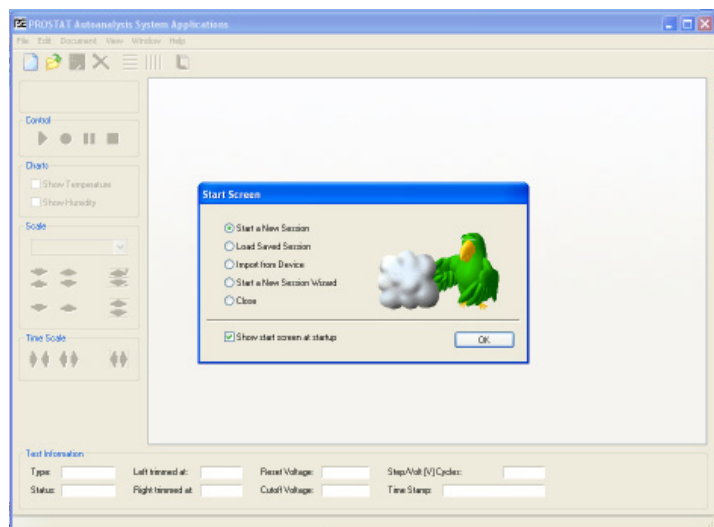 PROSTAT Autoanalysis System Applications
File Edit Document View Window Help
Control
Charts
Show Temperature
Show Humidity
Scale
Time Scale
Start Screen
Start a New Session
Load Saved Session
Import from Device
Start a New Session Wizard
Close
Show start screen at startup
OK
Test Information
Type: Left trimmed at: Reset Voltage: Step/Volt [V] Cycles:
Status: Right trimmed at: Cutoff Voltage: Time Stamp: